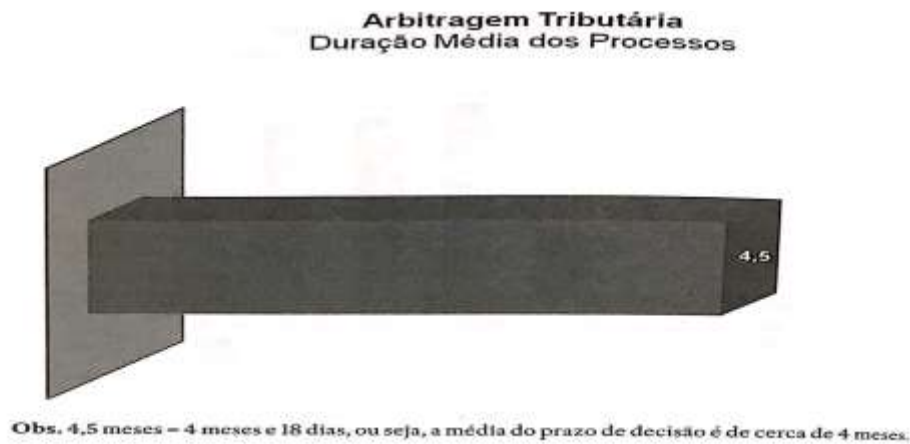 Arbitragem Tributária
Duração Média dos Processos
4,5
Obs. 4,5 meses = 4 meses e 18 dias, ou seja, a média do prazo de decisão é de cerca de 4 meses